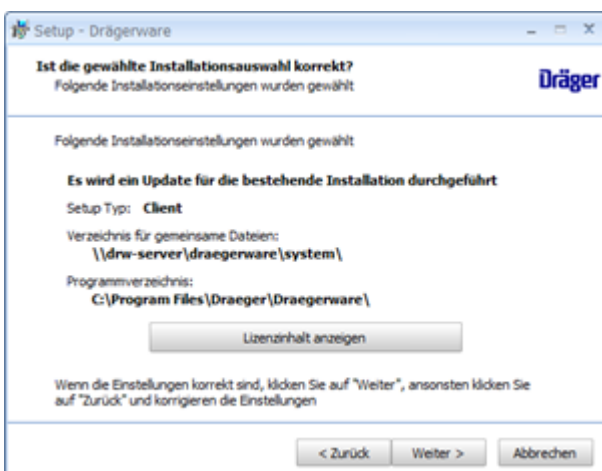 Setup - Drägerware
Ist die gewählte Installationsauswahl korrekt?
Folgende Installationseinstellungen wurden gewählt
Dräger
Folgende Installationseinstellungen wurden gewählt
Es wird ein Update für die bestehende Installation durchgeführt
Setup Typ: Client
Verzeichnis für gemeinsame Dateien:
\\drw-server\draegerware\system\
Programmverzeichnis:
C:\Program Files\Draeger\Draegerware\
Lizenzinhalt anzeigen
Wenn die Einstellungen korrekt sind, klicken Sie auf "Weiter", ansonsten klicken Sie
auf "Zurück" und korrigieren die Einstellungen
< Zurück Weiter > Abbrechen